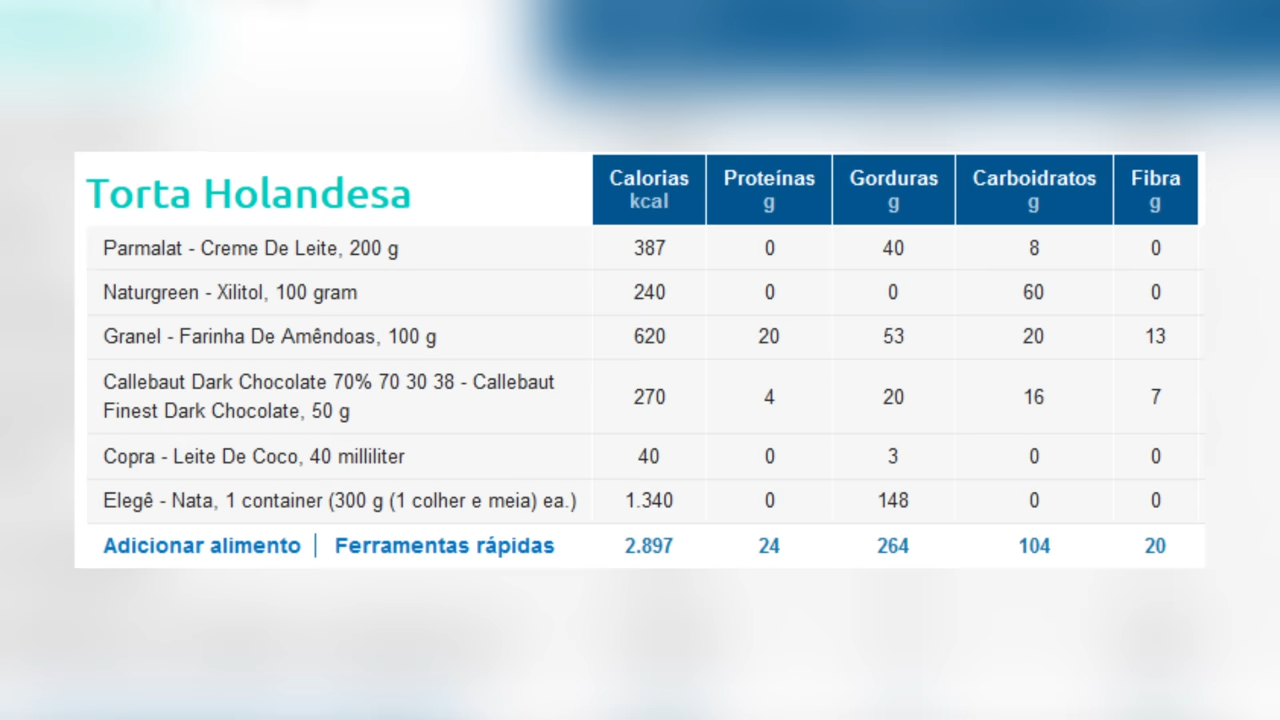 Torta Holandesa Calorias Proteínas Gorduras Carboidratos Fibra
kcal g g g g
Parmalat - Creme De Leite, 200 g 387 0 40 8 0
Naturgreen - Xilitol, 100 gram 240 0 0 60 0
Granel - Farinha De Amêndoas, 100 g 620 20 53 20 13
Callebaut Dark Chocolate 70% 70 30 38 - Callebaut
Finest Dark Chocolate, 50 g 270 4 20 16 7
Copra - Leite De Coco, 40 milliliter 40 0 3 0 0
Elegê - Nata, 1 container (300 g (1 colher e meia) ea.) 1.340 0 148 0 0
Adicionar alimento | Ferramentas rápidas 2.897 24 264 104 20